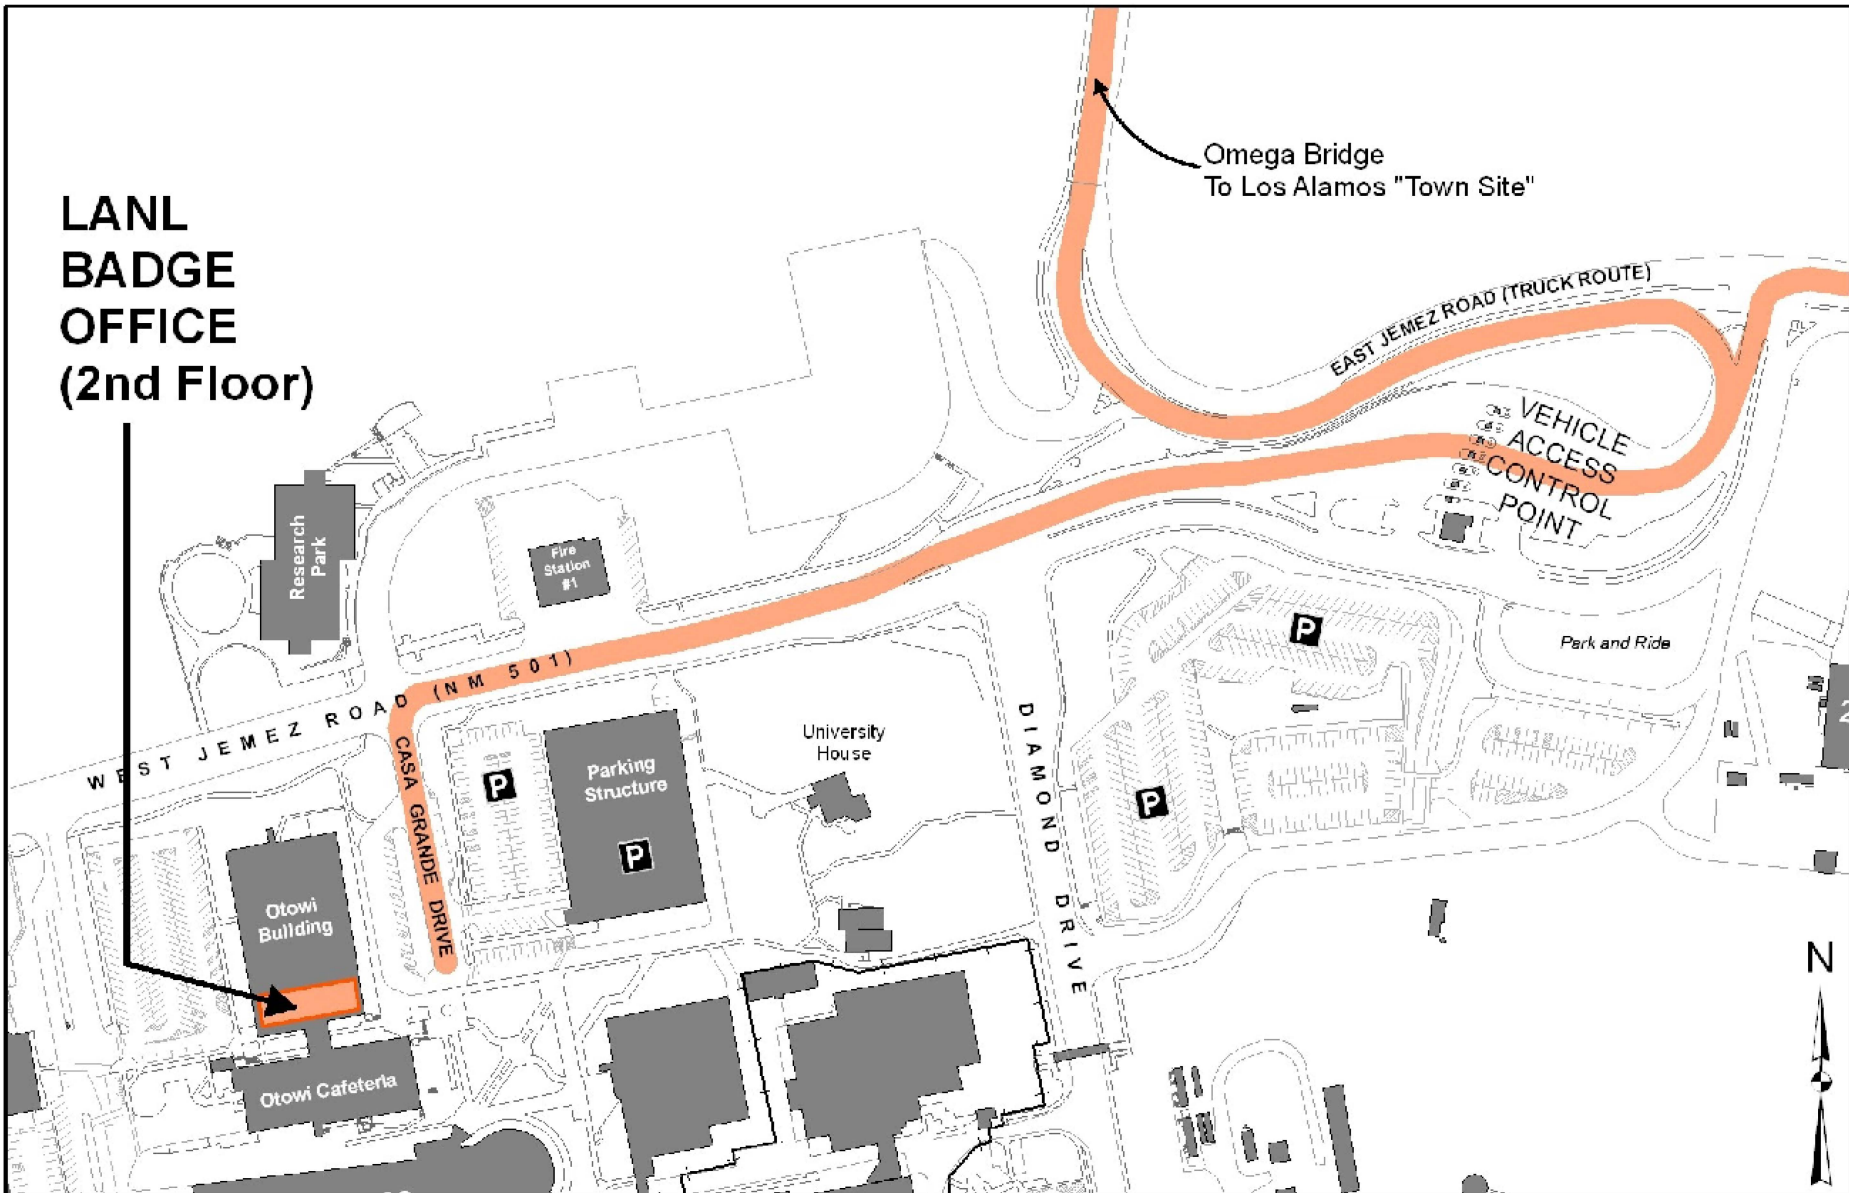 Omega Bridge
To Los Alamos "Town Site"
LANL
BADGE
OFFICE
(2nd Floor)
EAST JEMEZ ROAD (TRUCK ROUTE)
VEHICLE
ACCESS
CONTROL
POINT
Research
Park
Fire
Station
#1
P
Park and Ride
WEST JEMEZ ROAD (NM 501)
CASA GRANDE DRIVE
University
House
DIAMOND DRIVE
P
Parking
Structure
P
P
2
Otowi
Building
Otowi Cafeteria
N